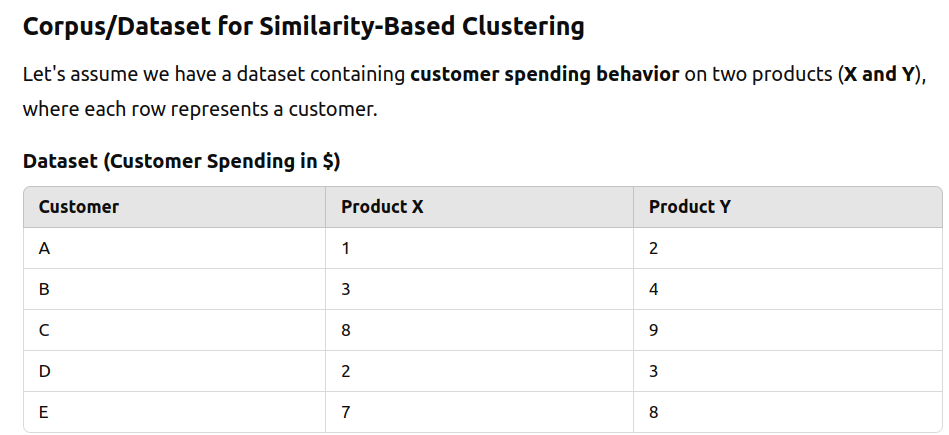 Corpus/Dataset for Similarity-Based Clustering
Let's assume we have a dataset containing customer spending behavior on two products (X and Y),
where each row represents a customer.
Dataset (Customer Spending in $)
Customer Product X Product Y
A 1 2
B 3 4
C 8 9
D 2 3
E 7 8